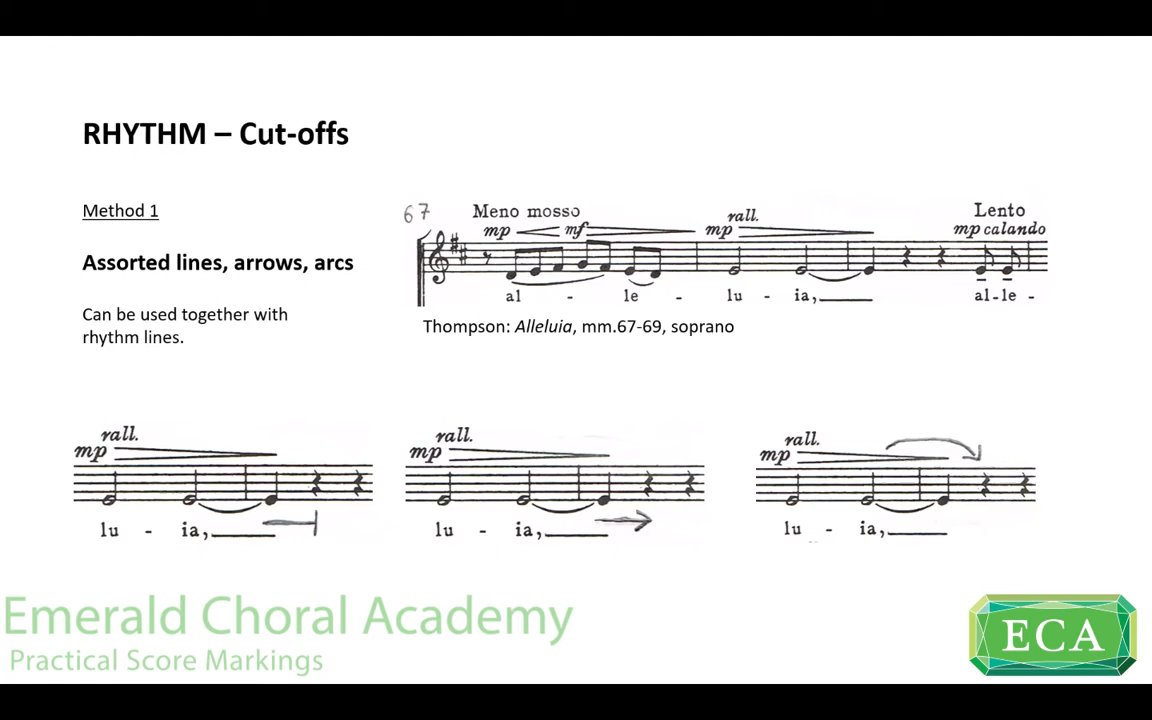 RHYTHM – Cut-offs
Method 1
Assorted lines, arrows, arcs
Can be used together with
rhythm lines.
67
Meno mosso
rall.
Lento
mp
mf
mp
mp calando
al - le - lu - ia, al-le -
Thompson: Alleluia, mm.67-69, soprano
rall.
mp
lu - ia,
rall.
mp
lu - ia,
rall.
mp
lu - ia,
Emerald Choral Academy
Practical Score Markings
ECA